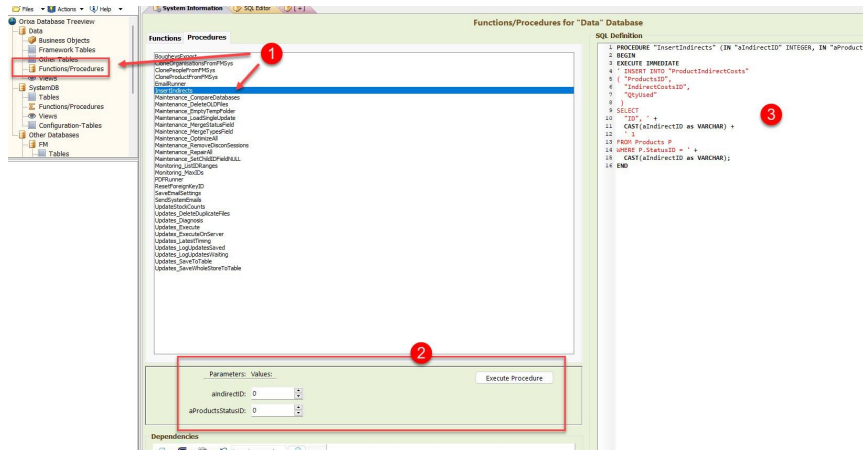 Files Actions Help
System Information SQL Editor [ + ]
Orixa Database Treeview
Data
Business Objects
Framework Tables
Other Tables
Functions/Procedures
Views
SystemDB
Tables
Functions/Procedures
Views
Configuration-Tables
Other Databases
FM
Tables
Functions/Procedures for "Data" Database
Functions Procedures
BougheysExport
CloneOrganisationsFromFMSys
ClonePeopleFromFMSys
CloneProductFromFMSys
EmailRunner
InsertIndirects
Maintenance_CompareDatabases
Maintenance_DeleteOLDFiles
Maintenance_EmptyTempFolder
Maintenance_LoadSingleUpdate
Maintenance_MergeStatusField
Maintenance_MergeTypesField
Maintenance_OptimizeAll
Maintenance_RemoveDisconSessions
Maintenance_RepairAll
Maintenance_SetChildIDFieldNULL
Monitoring_ListIDRanges
Monitoring_MaxIDs
PDFRunner
ResetForeignKeyID
SaveEmailSettings
SendSystemEmails
UpdateStockCounts
Updates_DeleteDuplicateFiles
Updates_Diagnosis
Updates_Execute
Updates_ExecuteOnServer
Updates_LatestTiming
Updates_LogUpdatesSaved
Updates_LogUpdatesWaiting
Updates_SaveToTable
Updates_SaveWholeStoreToTable
1
2
Parameters: Values:
aIndirectID: 0
aProductsStatusID: 0
Execute Procedure
Dependencies
SQL Definition
1 PROCEDURE "InsertIndirects" (IN "aIndirectID" INTEGER, IN "aProduct
2 BEGIN
3 EXECUTE IMMEDIATE
4 ' INSERT INTO "ProductIndirectCosts"
5 ( "ProductsID",
6 "IndirectCostsID",
7 "QtyUsed"
8 )
9 SELECT
10 "ID", ' +
11 CAST(aIndirectID as VARCHAR) +
12 ' 1
13 FROM Products P
14 WHERE P.StatusID = ' +
15 CAST(aIndirectID as VARCHAR);
16 END
3